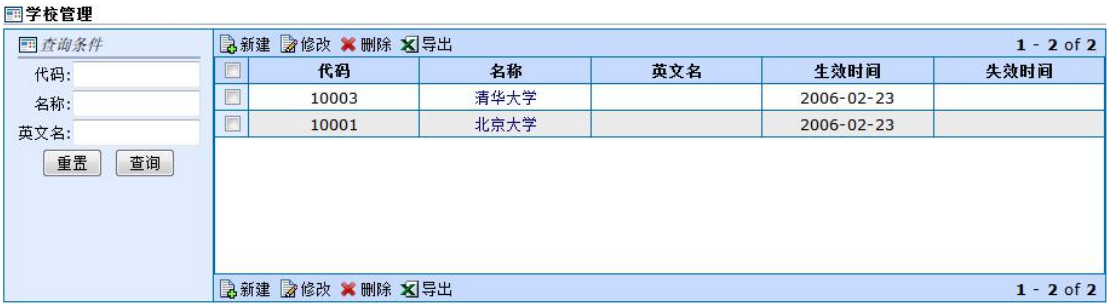 学校管理
查询条件
代码:
名称:
英文名:
重置 查询
新建 修改 删除 导出 1 - 2 of 2
代码 名称 英文名 生效时间 失效时间
10003 清华大学 2006-02-23
10001 北京大学 2006-02-23
新建 修改 删除 导出 1 - 2 of 2